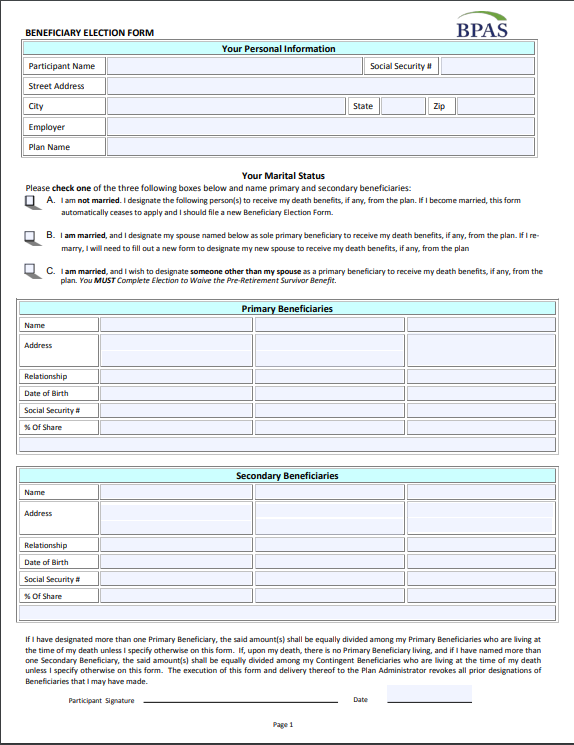 BPAS
BENEFICIARY ELECTION FORM
Your Personal Information
Participant Name Social Security #
Street Address
City State Zip
Employer
Plan Name
Your Marital Status
Please check one of the three following boxes below and name primary and secondary beneficiaries:
A. I am not married. I designate the following person(s) to receive my death benefits, if any, from the plan. If I become married, this form
automatically ceases to apply and I should file a new Beneficiary Election Form.
B. I am married, and I designate my spouse named below as sole primary beneficiary to receive my death benefits, if any, from the plan. If I re-
marry, I will need to fill out a new form to designate my new spouse to receive my death benefits, if any, from the plan
C. I am married, and I wish to designate someone other than my spouse as a primary beneficiary to receive my death benefits, if any, from the
plan. You MUST Complete Election to Waive the Pre-Retirement Survivor Benefit.
Primary Beneficiaries
Name
Address
Relationship
Date of Birth
Social Security #
% Of Share
Secondary Beneficiaries
Name
Address
Relationship
Date of Birth
Social Security #
% Of Share
If I have designated more than one Primary Beneficiary, the said amount(s) shall be equally divided among my Primary Beneficiaries who are living at
the time of my death unless I specify otherwise on this form. If, upon my death, there is no Primary Beneficiary living, and if I have named more
than one Secondary Beneficiary, the said amount(s) shall be equally divided among my Contingent Beneficiaries who are living at the time of my death
unless I specify otherwise on this form. The execution of this form and delivery thereof to the Plan Administrator revokes all prior designations of
Beneficiaries that I may have made.
Participant Signature Date
Page 1